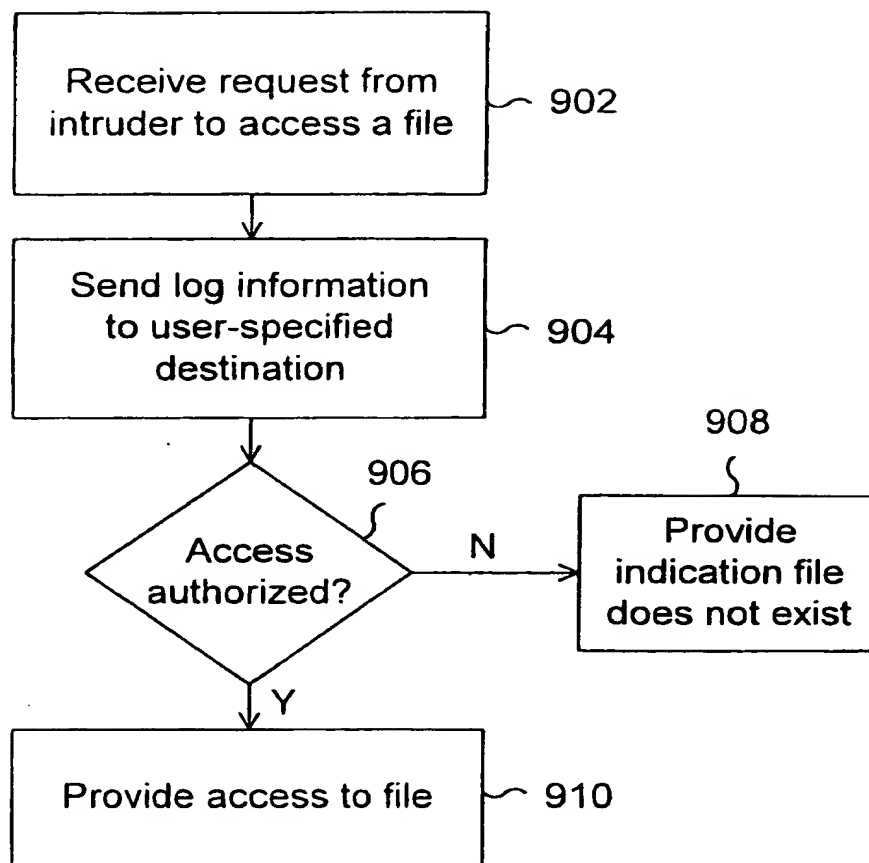 Receive request from
intruder to access a file
902
Send log information
to user-specified
destination
904
908
906
Access
authorized?
N
Provide
indication file
does not exist
Y
Provide access to file
910